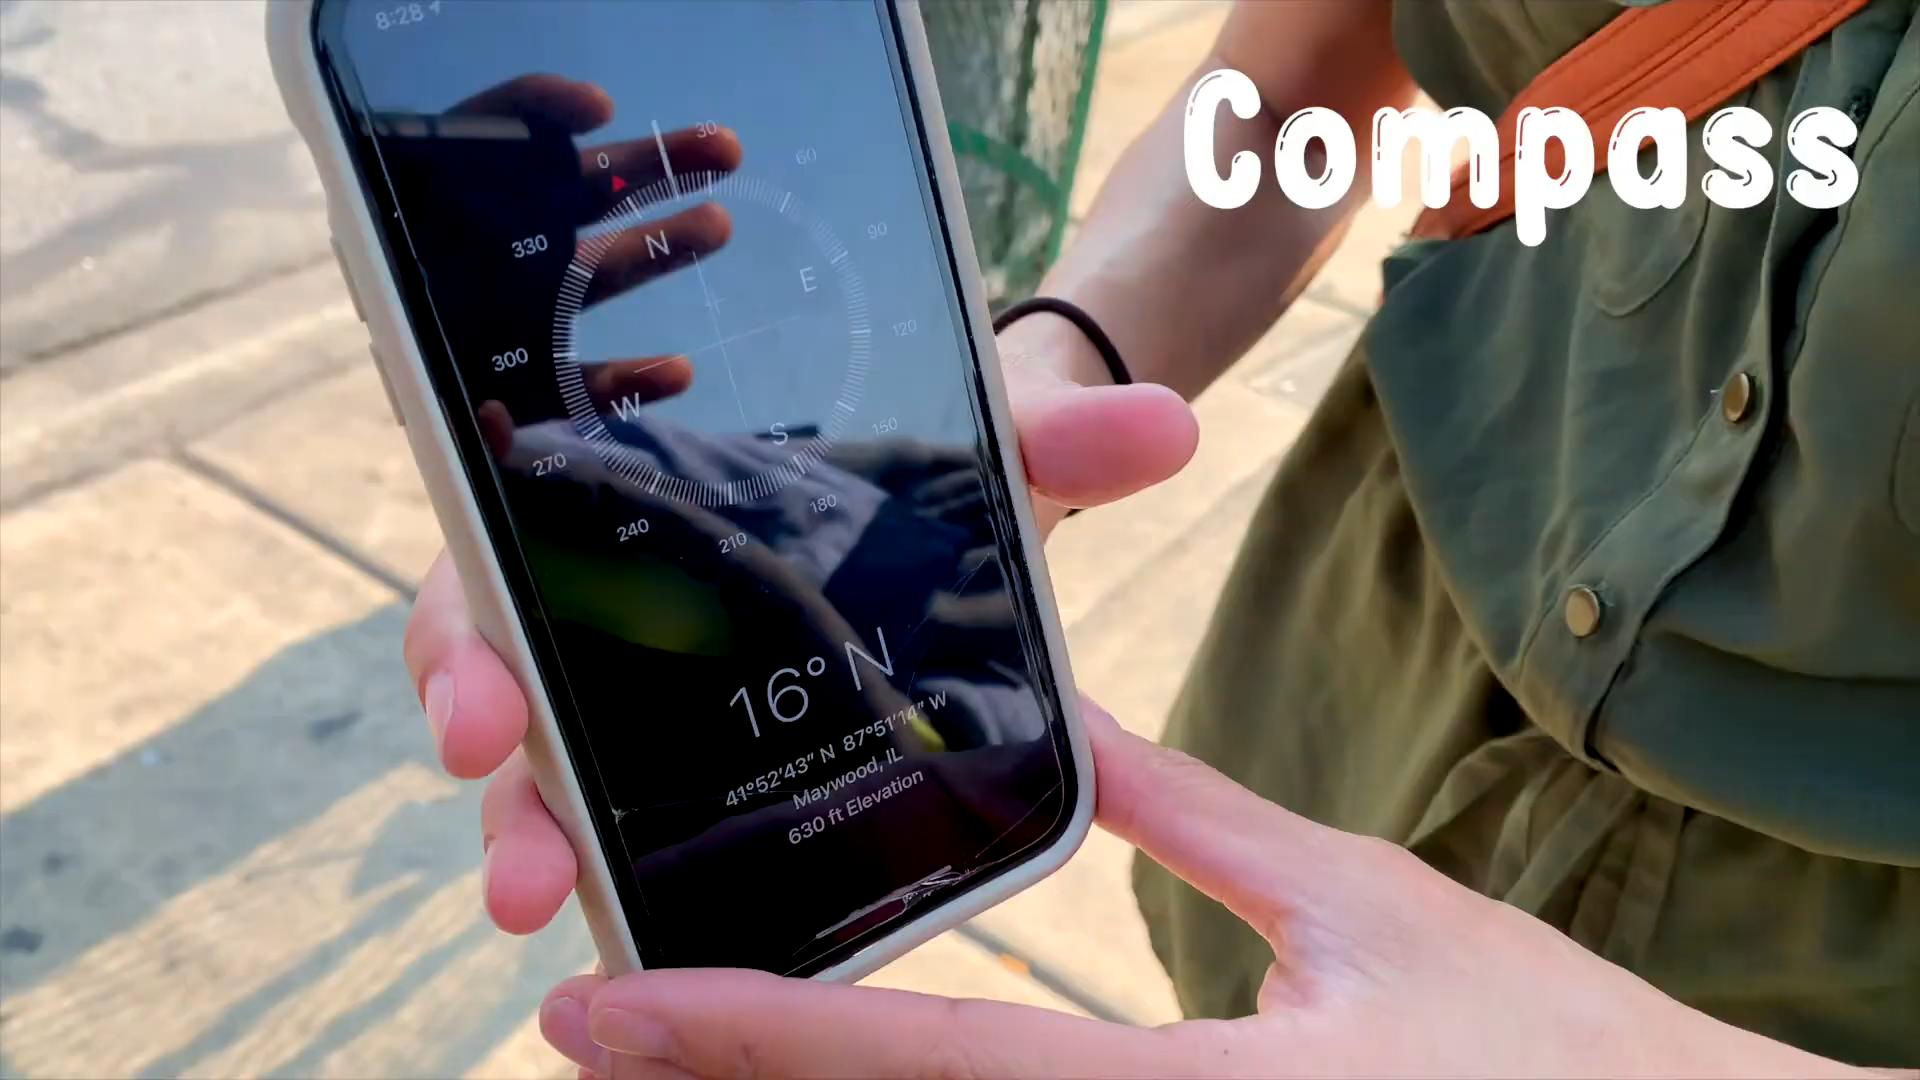 8:28
Compass
0
30
60
90
120
150
180
210
240
270
300
330
N
E
S
W
16° N
41°52'43" N 87°51'14" W
Maywood, IL
630 ft Elevation